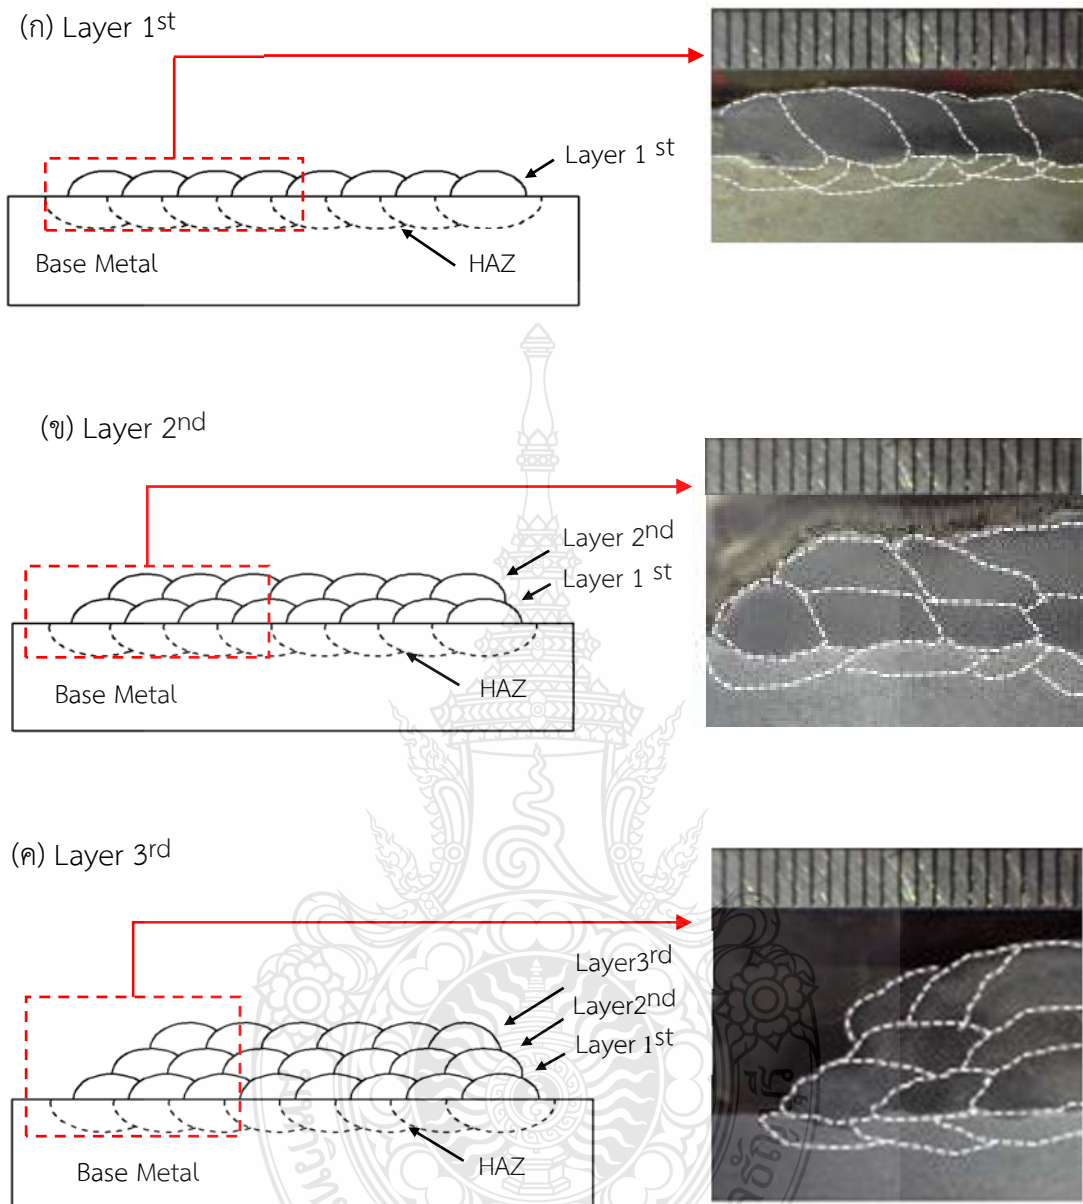 (ก) Layer 1st
Layer 1 st
Base Metal
HAZ
(ข) Layer 2nd
Layer 2nd
Layer 1 st
HAZ
Base Metal
(ค) Layer 3rd
Layer3rd
Layer2nd
Layer 1st
HAZ
Base Metal